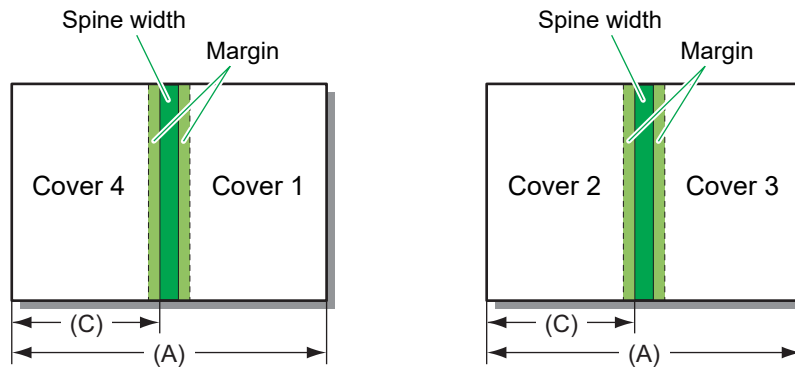 Spine width
Margin
Cover 4
Cover 1
(C)
(A)
Spine width
Margin
Cover 2
Cover 3
(C)
(A)